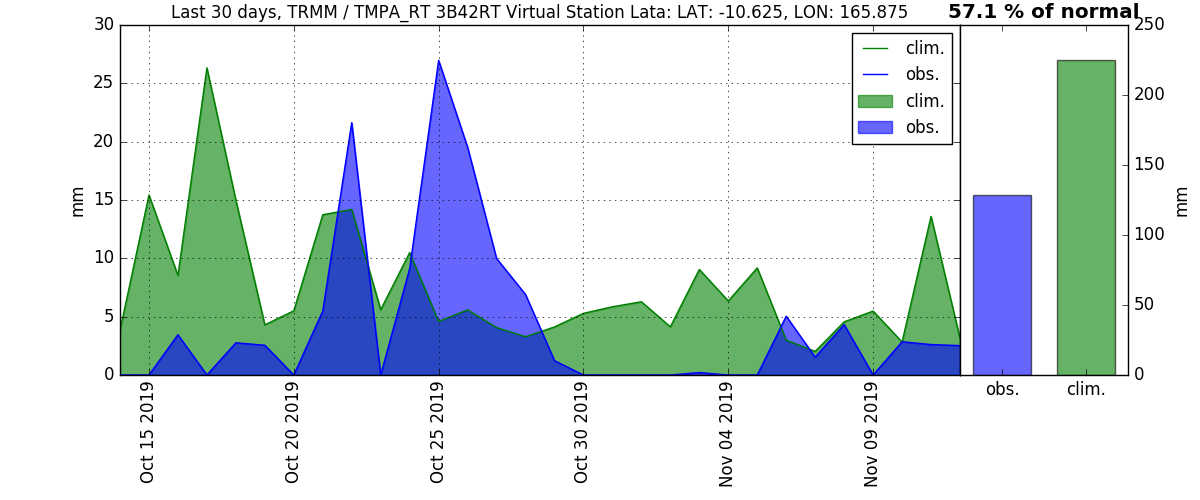 Last 30 days, TRMM / TMPA_RT 3B42RT Virtual Station Lata: LAT: -10.625, LON: 165.875
57.1 % of normal
30
25
20
15
10
5
0
mm
clim.
obs.
clim.
obs.
Oct 15 2019
Oct 20 2019
Oct 25 2019
Oct 30 2019
Nov 04 2019
Nov 09 2019
250
200
150
100
50
0
mm
obs.
clim.